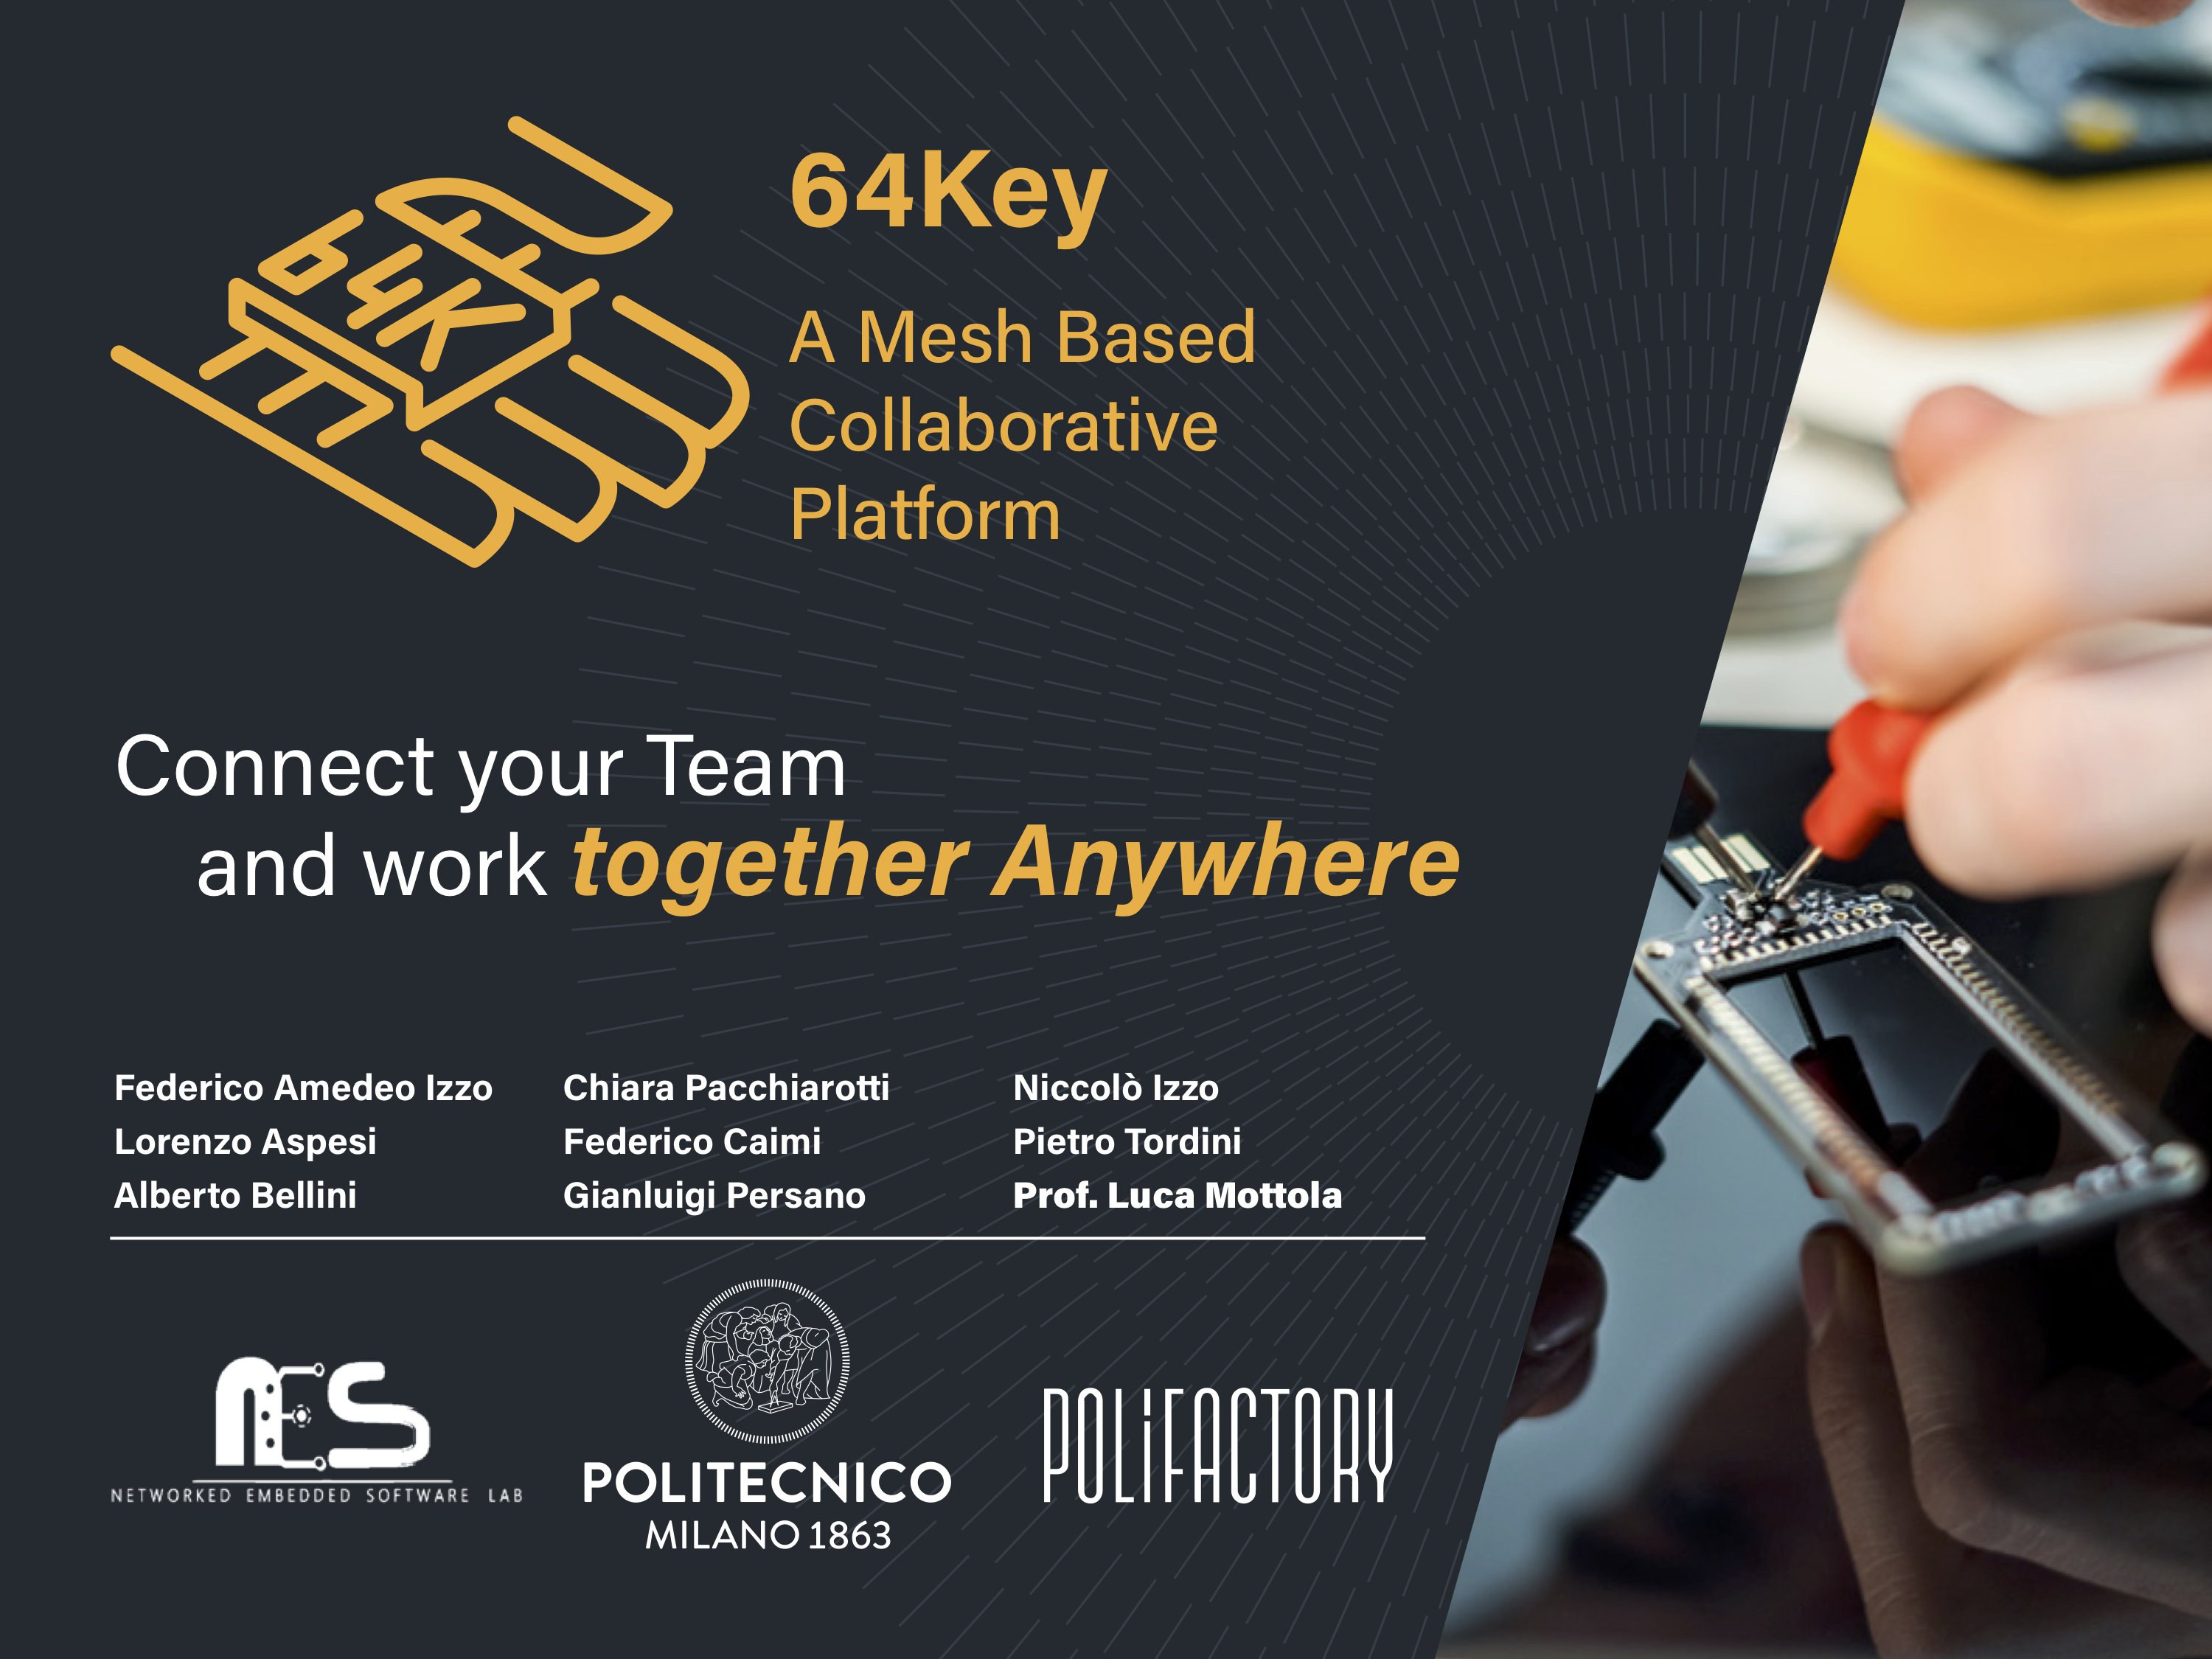 64K
64Key
A Mesh Based
Collaborative
Platform
Connect your Team
and work together Anywhere
Federico Amedeo Izzo
Lorenzo Aspesi
Alberto Bellini
Chiara Pacchiarotti
Federico Caimi
Gianluigi Persano
Niccolò Izzo
Pietro Tordini
Prof. Luca Mottola
NES
NETWORKED EMBEDDED SOFTWARE LAB
POLITECNICO
MILANO 1863
POLiFACTORY